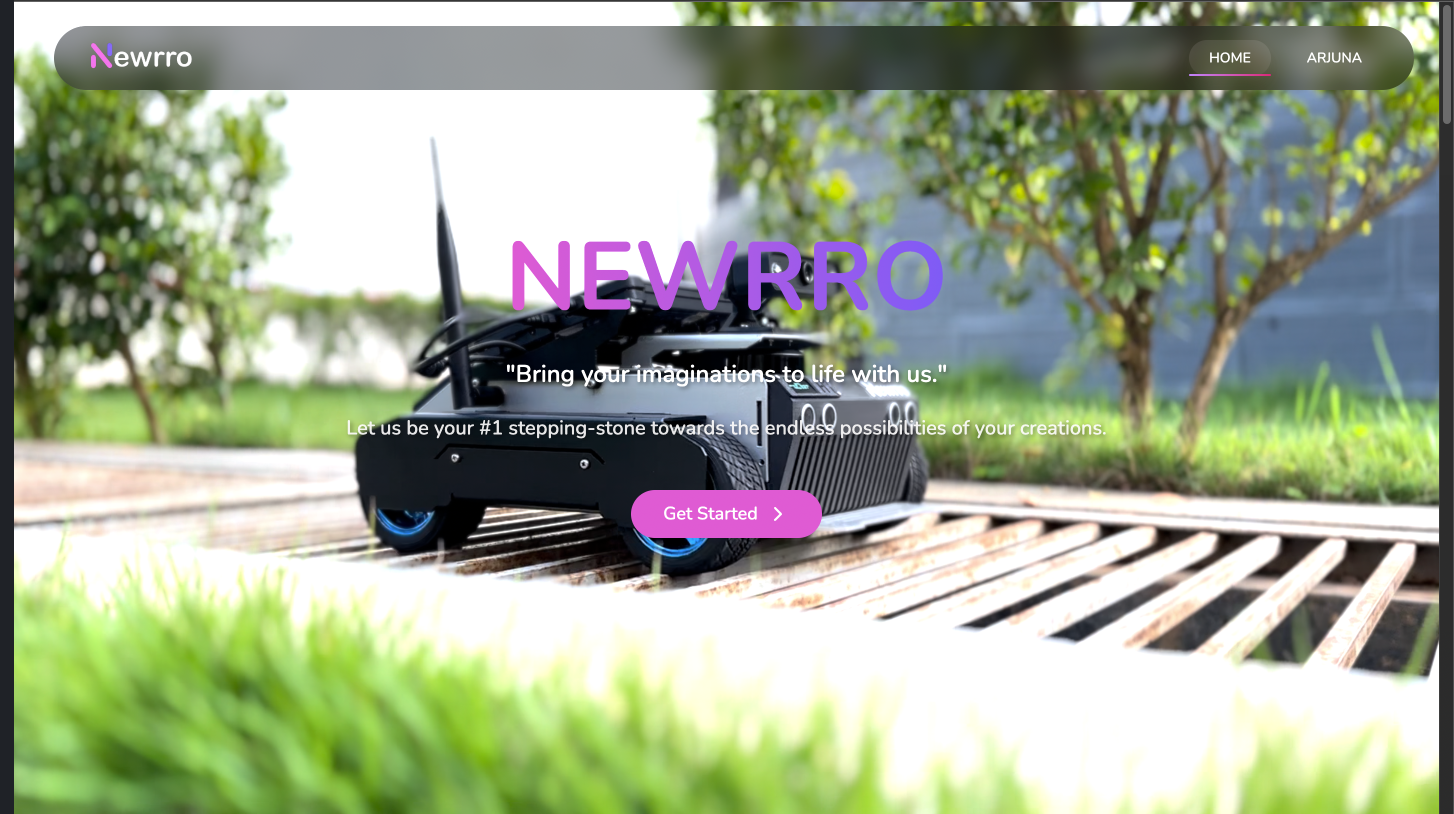 Newrro
HOME
ARJUNA
NEWRRO
"Bring your imaginations to life with us."
Let us be your #1 stepping-stone towards the endless possibilities of your creations.
Get Started